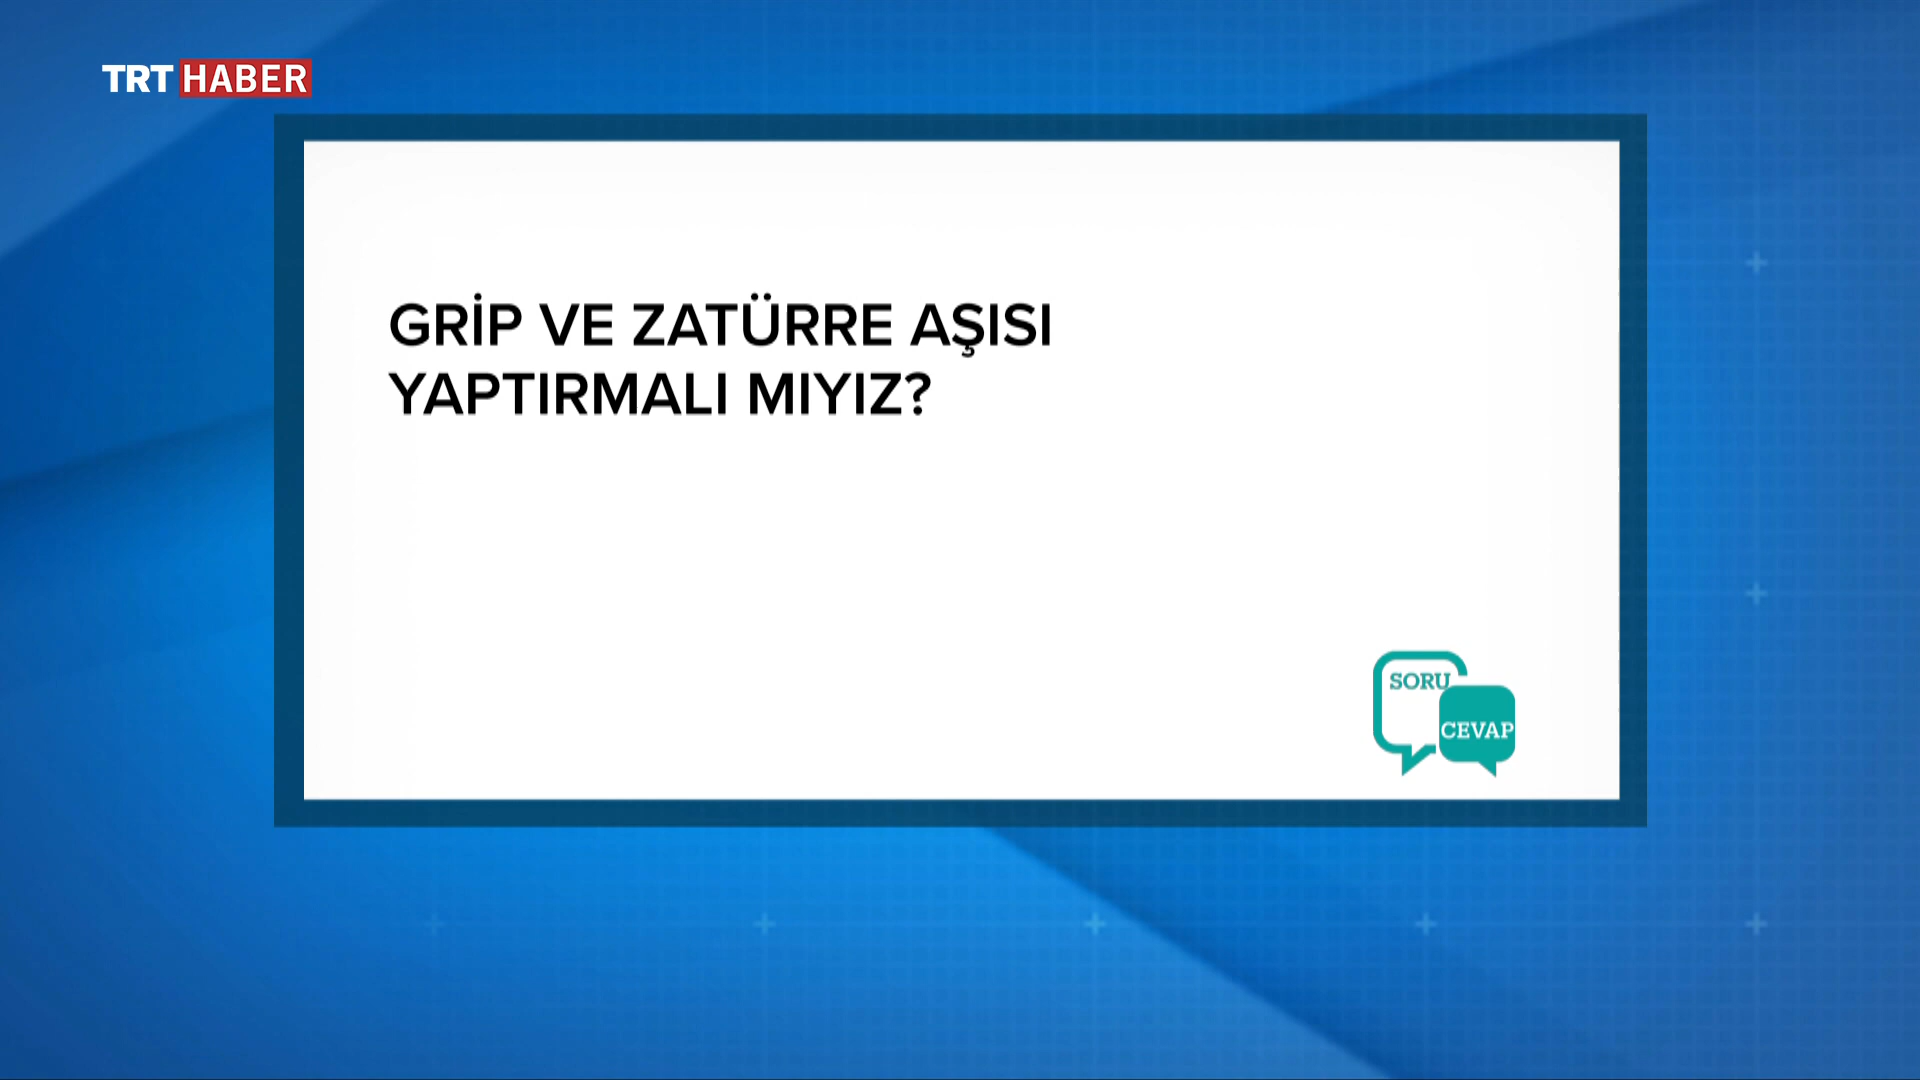 TRT HABER
GRİP VE ZATÜRRE AŞISI
YAPTIRMALI MIYIZ?
SORU
CEVAP